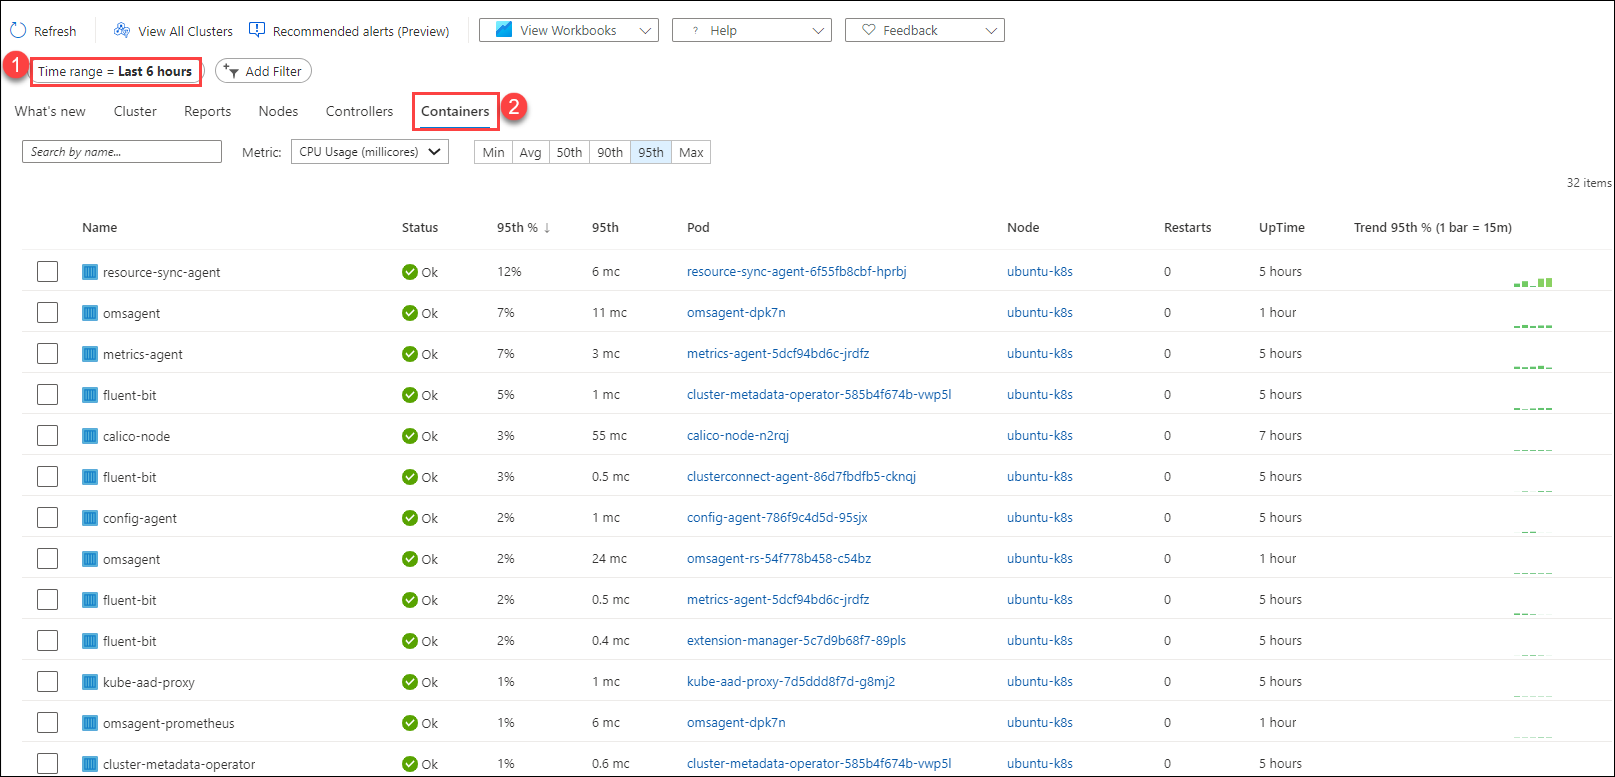 Refresh View All Clusters Recommended alerts (Preview) View Workbooks ? Help Feedback
1 Time range = Last 6 hours Add Filter
What's new Cluster Reports Nodes Controllers Containers 2
Search by name... Metric: CPU Usage (millicores) Min Avg 50th 90th 95th Max
32 items
Name Status 95th % ↓ 95th Pod Node Restarts UpTime Trend 95th % (1 bar = 15m)
resource-sync-agent Ok 12% 6 mc resource-sync-agent-6f55fb8cbf-hprbj ubuntu-k8s 0 5 hours
omsagent Ok 7% 11 mc omsagent-dpk7n ubuntu-k8s 0 1 hour
metrics-agent Ok 7% 3 mc metrics-agent-5dcf94bd6c-jrdfz ubuntu-k8s 0 5 hours
fluent-bit Ok 5% 1 mc cluster-metadata-operator-585b4f674b-vwp5l ubuntu-k8s 0 5 hours
calico-node Ok 3% 55 mc calico-node-n2rqj ubuntu-k8s 0 7 hours
fluent-bit Ok 3% 0.5 mc clusterconnect-agent-86d7fbdfb5-cknqj ubuntu-k8s 0 5 hours
config-agent Ok 2% 1 mc config-agent-786f9c4d5d-95sjx ubuntu-k8s 0 5 hours
omsagent Ok 2% 24 mc omsagent-rs-54f778b458-c54bz ubuntu-k8s 0 1 hour
fluent-bit Ok 2% 0.5 mc metrics-agent-5dcf94bd6c-jrdfz ubuntu-k8s 0 5 hours
fluent-bit Ok 2% 0.4 mc extension-manager-5c7d9b68f7-89pls ubuntu-k8s 0 5 hours
kube-aad-proxy Ok 1% 1 mc kube-aad-proxy-7d5ddd8f7d-g8mj2 ubuntu-k8s 0 5 hours
omsagent-prometheus Ok 1% 6 mc omsagent-dpk7n ubuntu-k8s 0 1 hour
cluster-metadata-operator Ok 1% 0.6 mc cluster-metadata-operator-585b4f674b-vwp5l ubuntu-k8s 0 5 hours